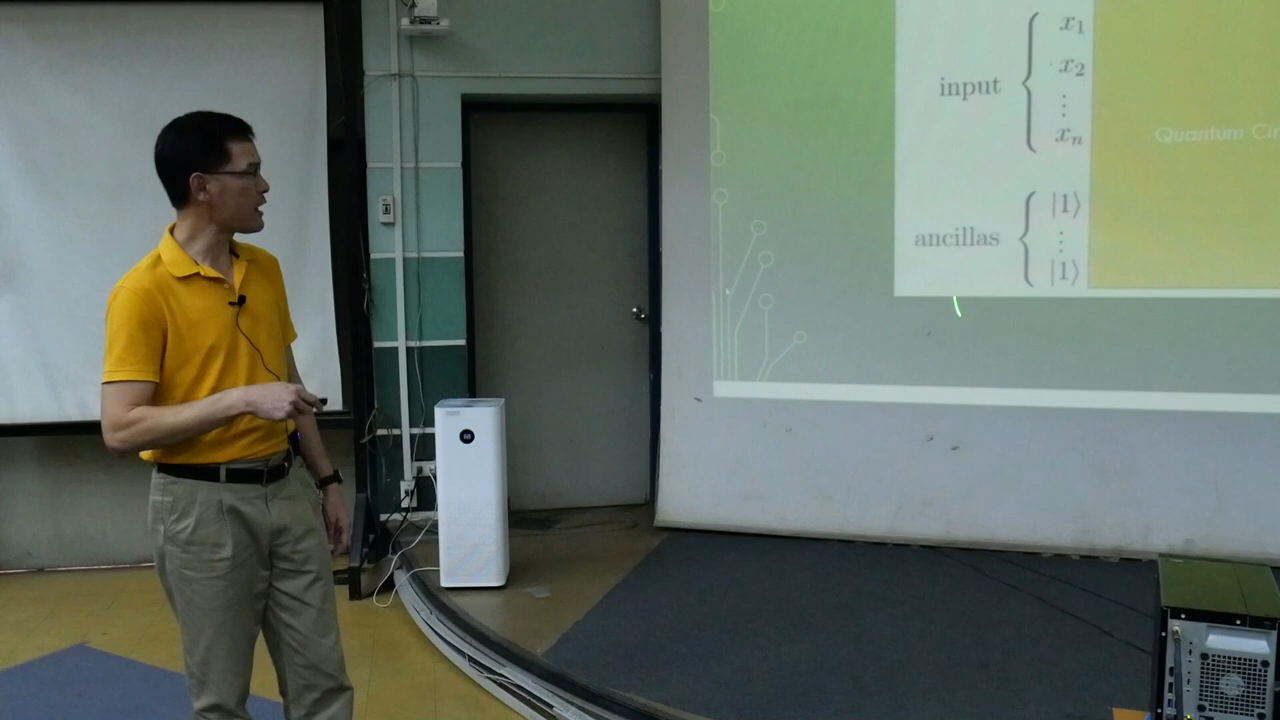 x₁
input
x₂
⋮
xₙ
Quantum Cir
|1⟩
ancillas
⋮
|1⟩